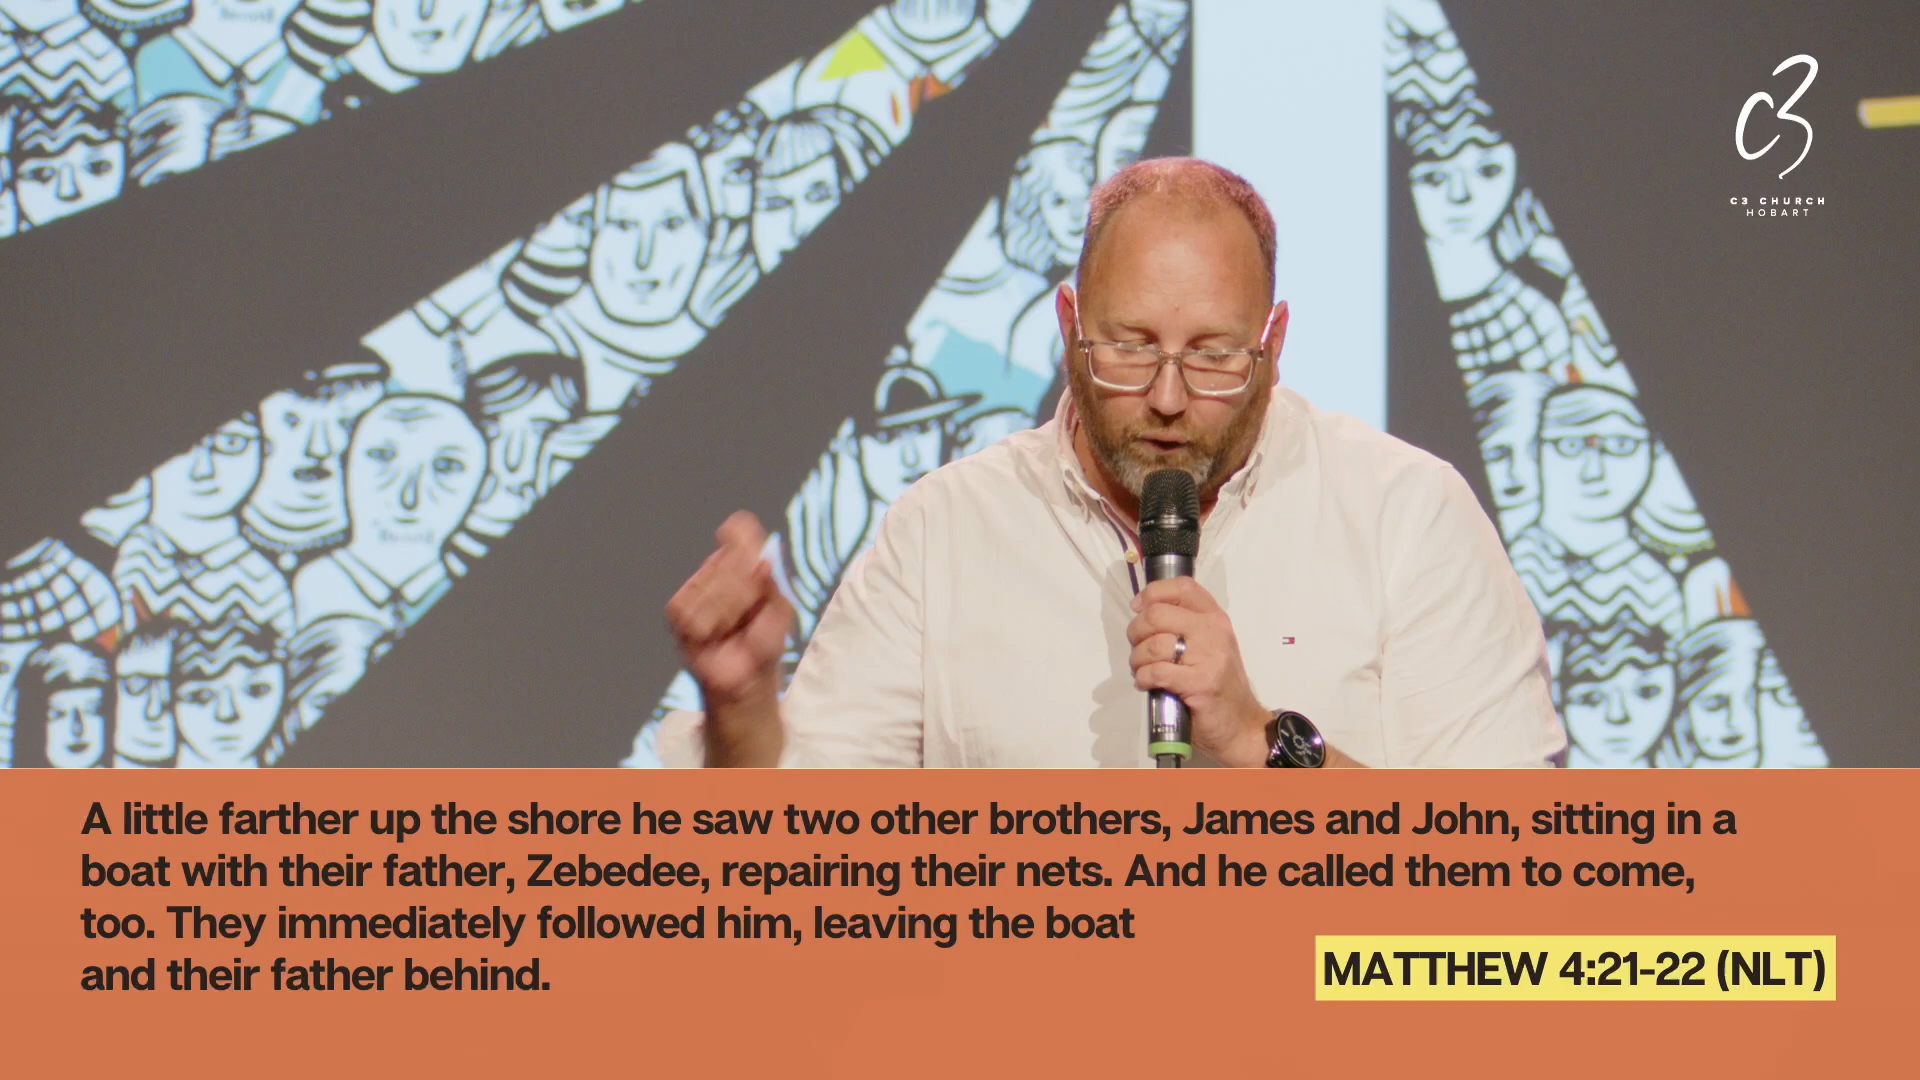 C3
C3 CHURCH
HOBART
A little farther up the shore he saw two other brothers, James and John, sitting in a
boat with their father, Zebedee, repairing their nets. And he called them to come,
too. They immediately followed him, leaving the boat
and their father behind.
MATTHEW 4:21-22 (NLT)